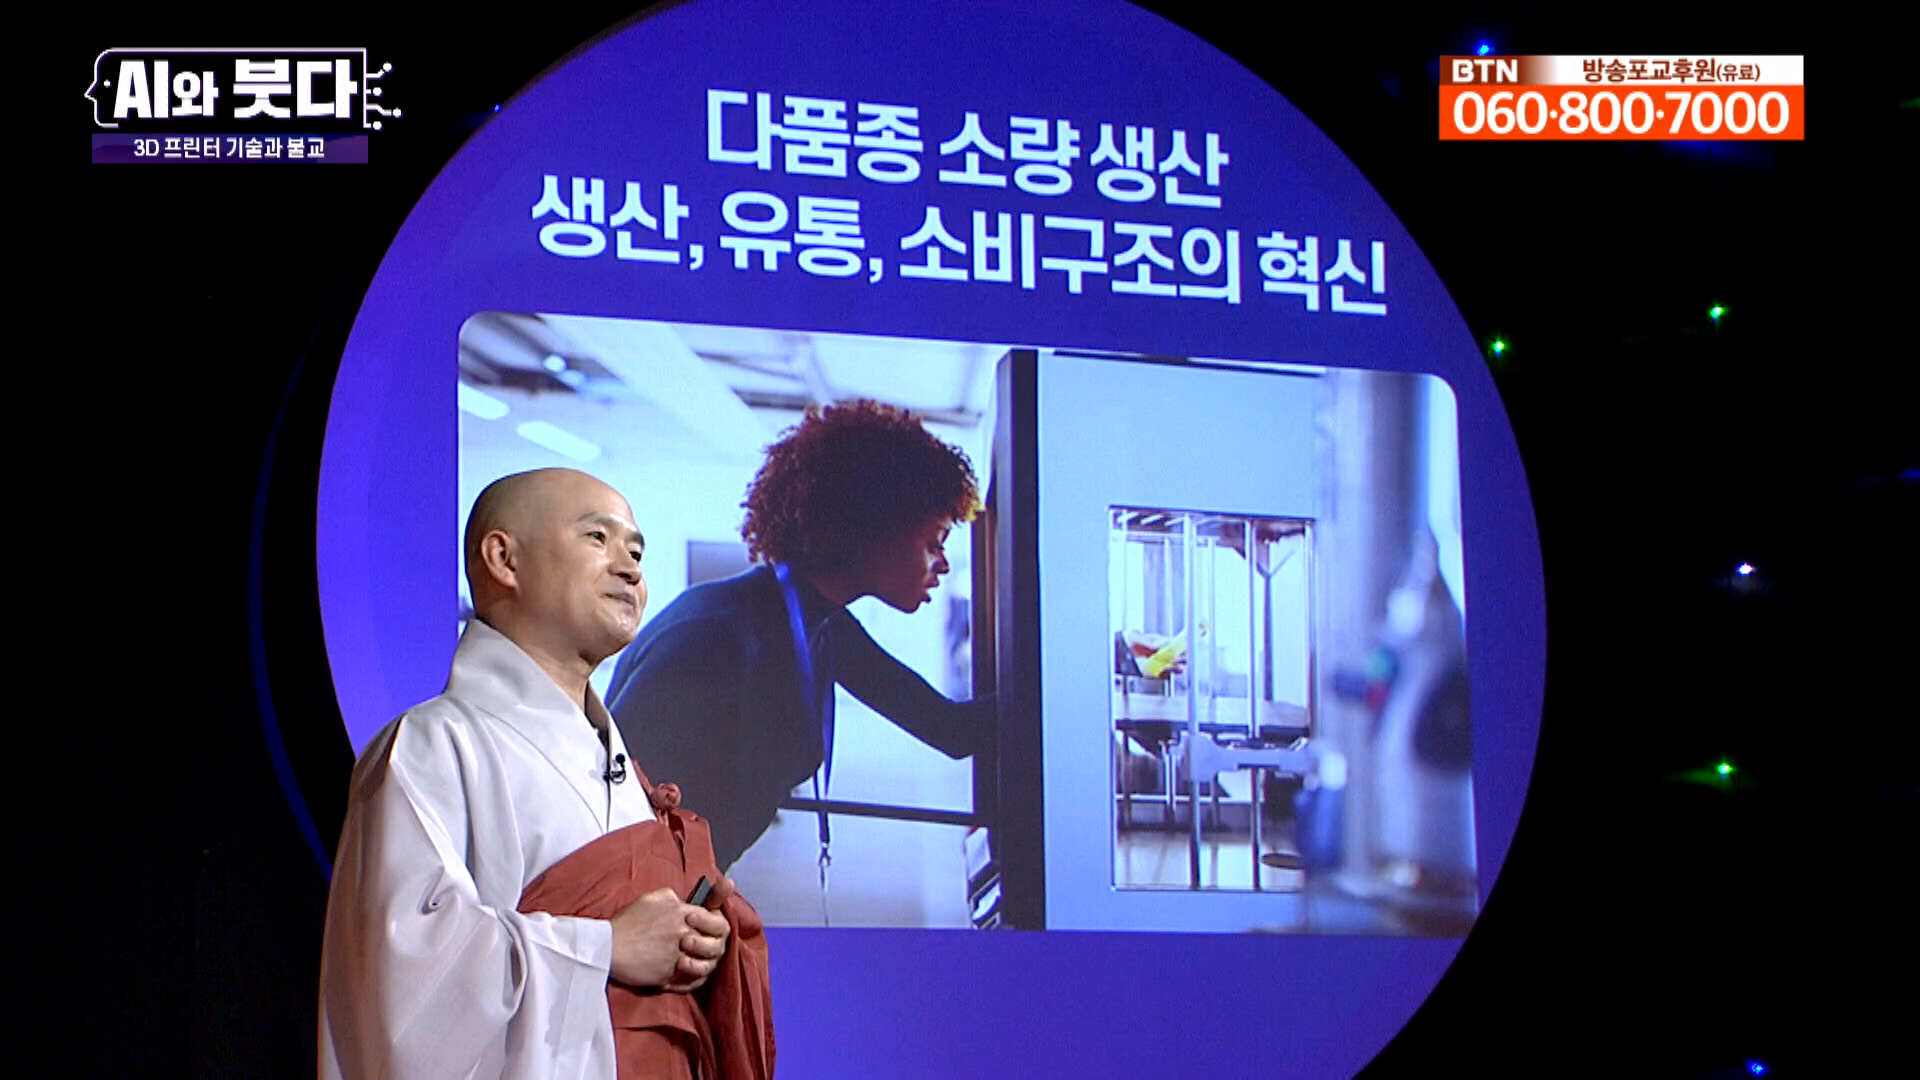 AI와 붓다
3D 프린터 기술과 불교
BTN 방송포교후원(유료)
060·800·7000
다품종 소량 생산
생산, 유통, 소비구조의 혁신